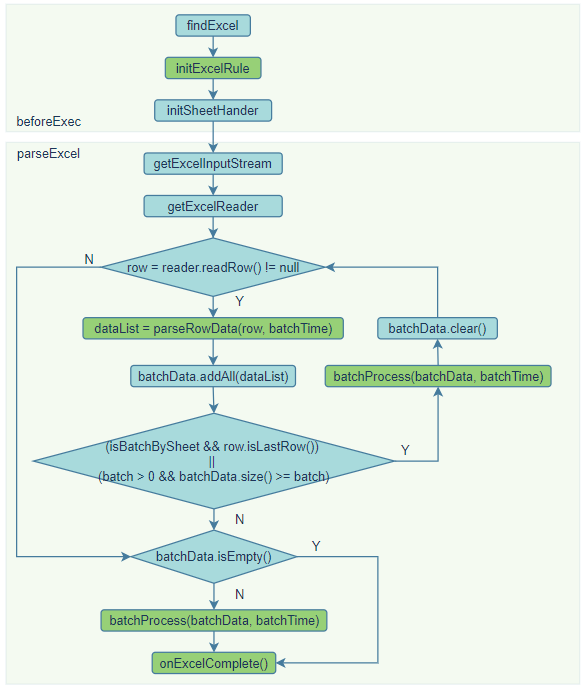 findExcel
initExcelRule
initSheetHander
beforeExec
parseExcel
getExcelInputStream
getExcelReader
N
row = reader.readRow() != null
Y
dataList = parseRowData(row, batchTime)
batchData.clear()
batchData.addAll(dataList)
batchProcess(batchData, batchTime)
(isBatchBySheet && row.isLastRow())
||
(batch > 0 && batchData.size() >= batch)
Y
N
batchData.isEmpty()
Y
N
batchProcess(batchData, batchTime)
onExcelComplete()